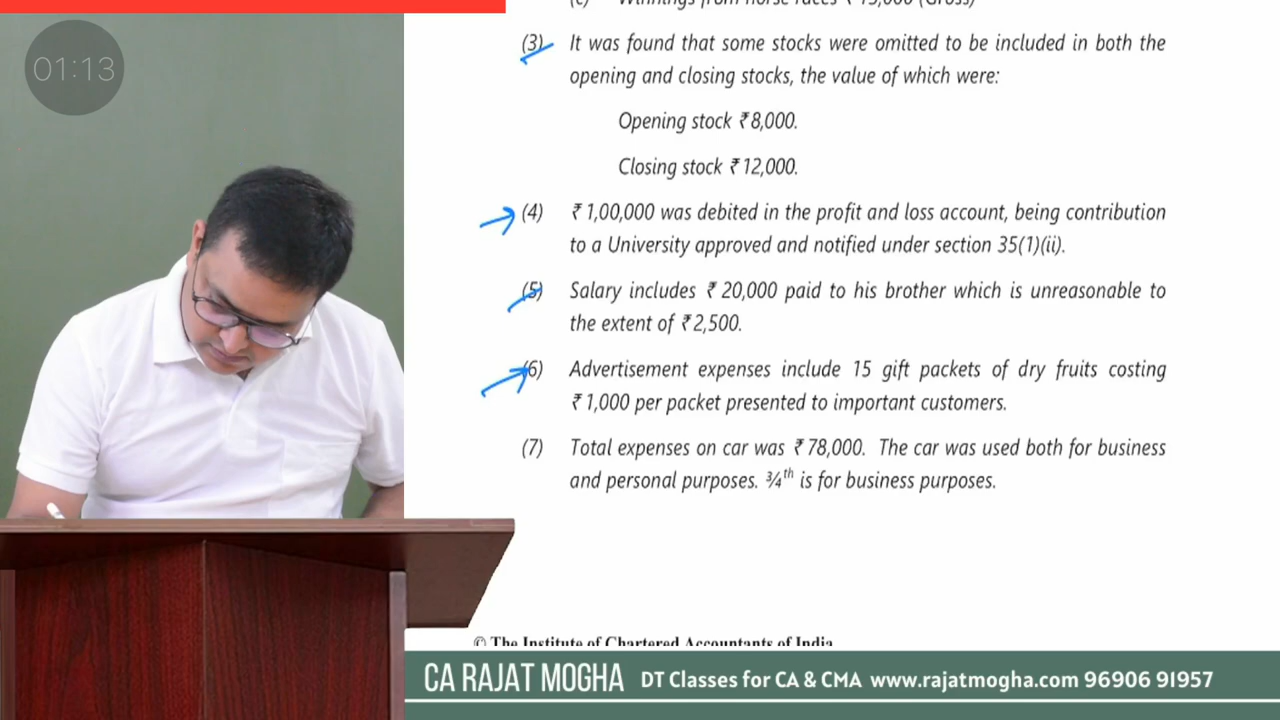 01:13
(c) Winnings from horse races ₹ 15,000 (Gross)
(3) It was found that some stocks were omitted to be included in both the
opening and closing stocks, the value of which were:
Opening stock ₹ 8,000.
Closing stock ₹ 12,000.
(4) ₹ 1,00,000 was debited in the profit and loss account, being contribution
to a University approved and notified under section 35(1)(ii).
(5) Salary includes ₹ 20,000 paid to his brother which is unreasonable to
the extent of ₹ 2,500.
(6) Advertisement expenses include 15 gift packets of dry fruits costing
₹ 1,000 per packet presented to important customers.
(7) Total expenses on car was ₹ 78,000. The car was used both for business
and personal purposes. ¾th is for business purposes.
© The Institute of Chartered Accountants of India
CA RAJAT MOGHA DT Classes for CA & CMA www.rajatmogha.com 96906 91957